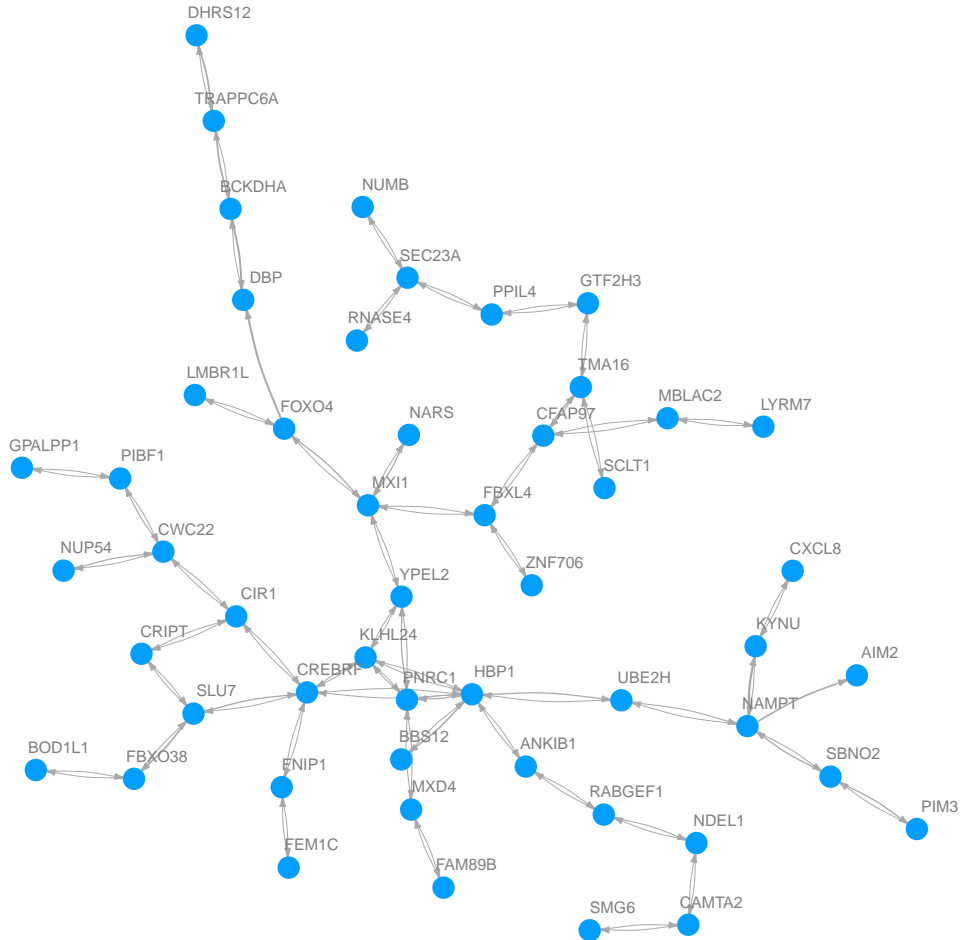 DHRS12
TRAPPC6A
BCKDHA
NUMB
SEC23A
DBP
PPIL4
GTF2H3
RNASE4
LMBR1L
TMA16
FOXO4
NARS
CFAP97
MBLAC2
LYRM7
GPALPP1
PIBF1
MXI1
FBXL4
SCLT1
NUP54
CWC22
ZNF706
CXCL8
YPEL2
CIR1
CRIPT
KLHL24
KYNU
CREBRF
PNRC1
HBP1
UBE2H
AIM2
SLU7
NAMPT
BOD1L1
FBXO38
FNIP1
BBS12
ANKIB1
SBNO2
MXD4
RABGEF1
PIM3
FEM1C
NDEL1
FAM89B
SMG6
CAMTA2